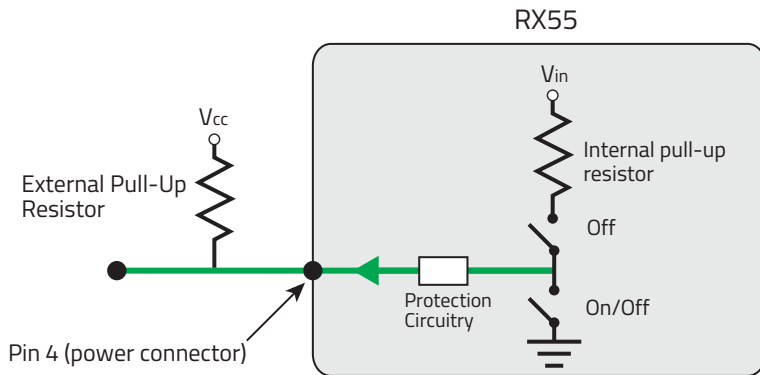 RX55
Vin
Vcc
Internal pull-up
resistor
External Pull-Up
Resistor
Off
Protection
Circuitry
On/Off
Pin 4 (power connector)